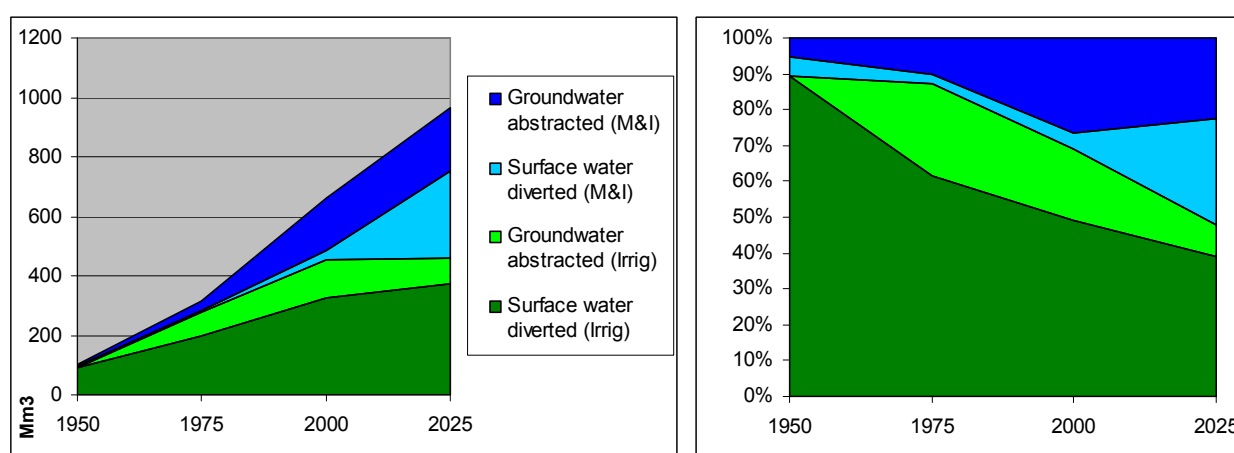 1200
1000
800
600
400
200
0
Mm3
1950 1975 2000 2025
Groundwater
abstracted (M&I)
Surface water
diverted (M&I)
Groundwater
abstracted (Irrig)
Surface water
diverted (Irrig)
100%
90%
80%
70%
60%
50%
40%
30%
20%
10%
0%
1950 1975 2000 2025